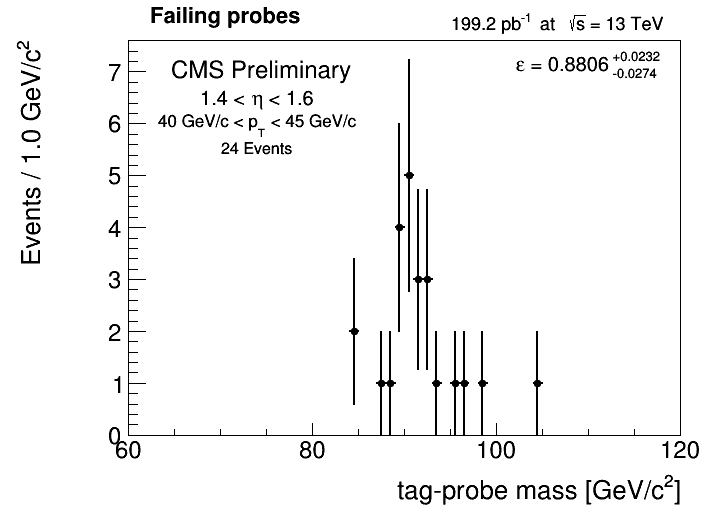 Failing probes
199.2 pb⁻¹ at √s = 13 TeV
CMS Preliminary
ε = 0.8806 +0.0232 -0.0274
1.4 < η < 1.6
40 GeV/c < p_T < 45 GeV/c
24 Events
Events / 1.0 GeV/c²
7
6
5
4
3
2
1
0
60 80 100 120
tag-probe mass [GeV/c²]